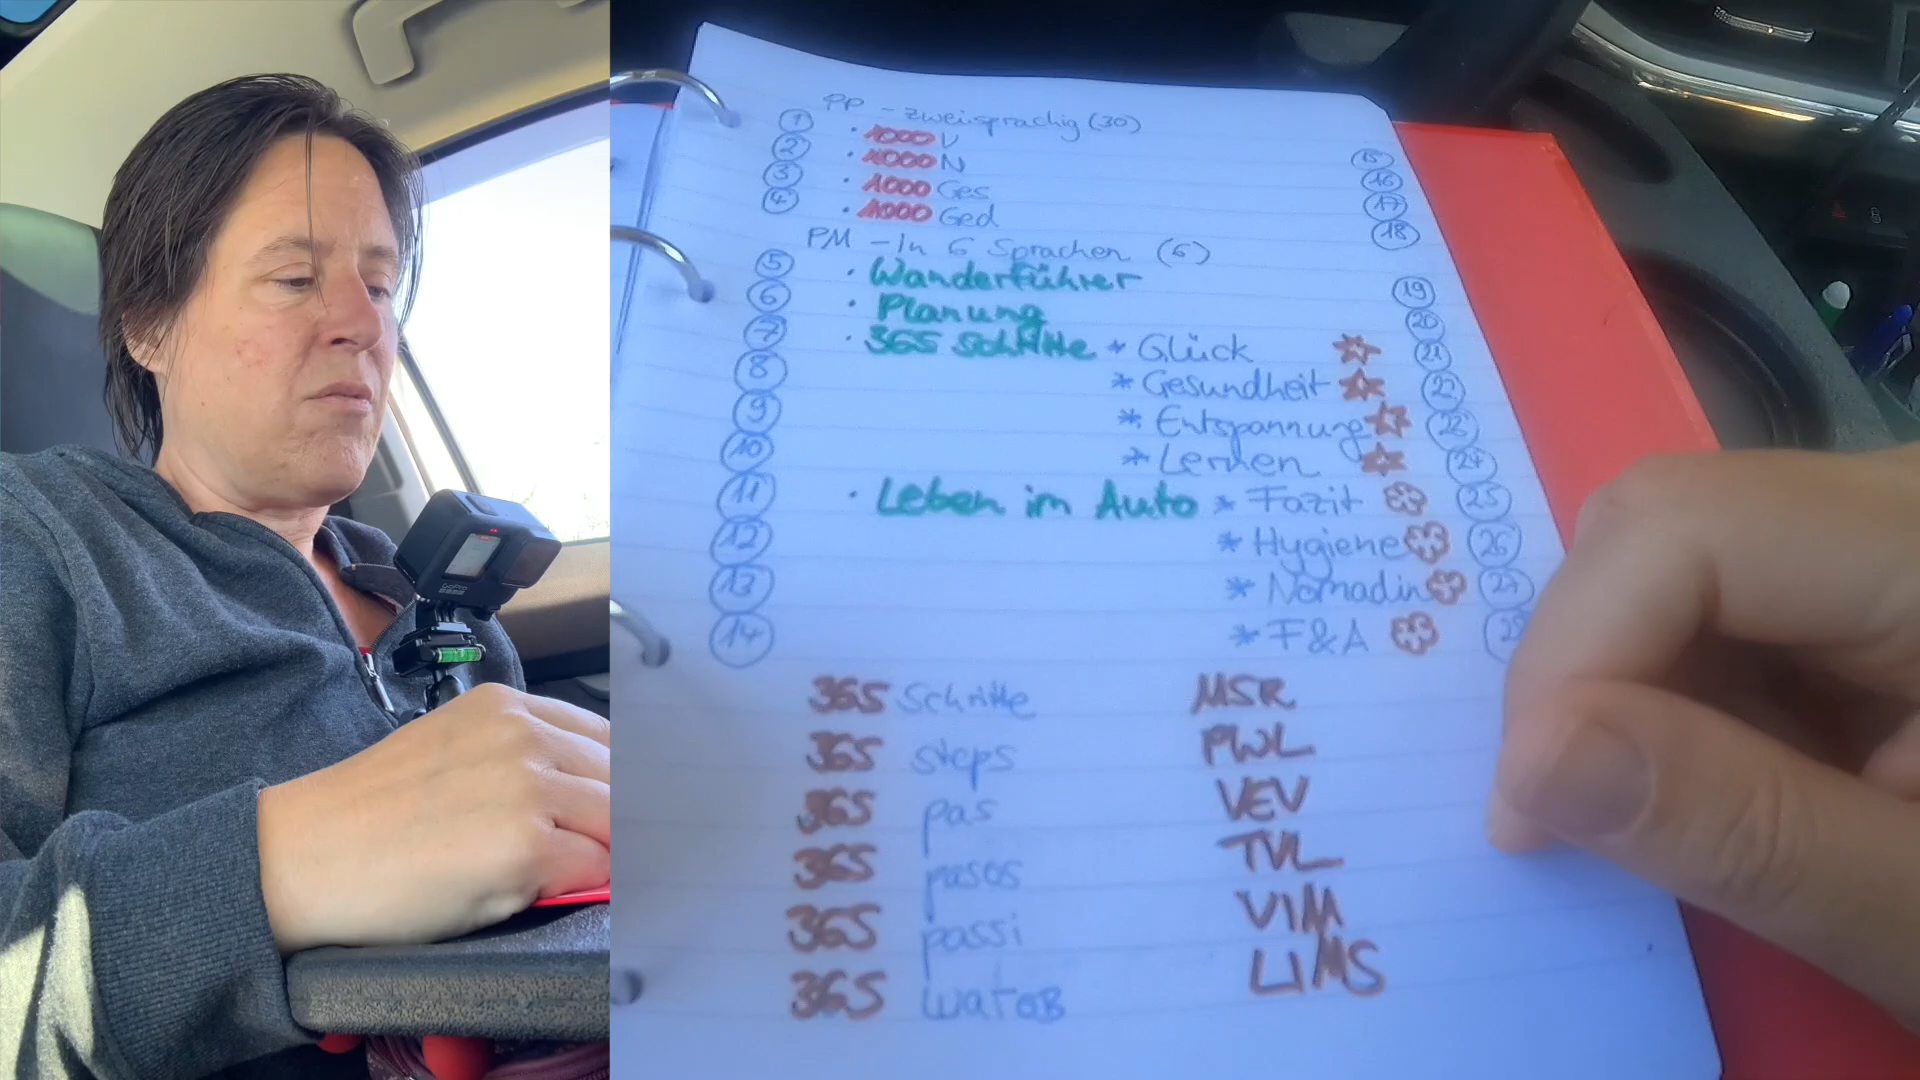 PP - zweisprachig (30)
① · 1000 V
② · 1000 N ⑮
③ · 1000 Ges ⑯
④ · 1000 Ged ⑰
PM - in 6 Sprachen (6) ⑱
⑤ · Wanderführer ⑲
⑥ · Planung ⑳
⑦ · 365 Schritte * Glück ㉑
⑧ * Gesundheit ㉒
⑨ * Entspannung ㉓
⑩ * Lernen ㉔
⑪ · Leben im Auto * Fazit ㉕
⑫ * Hygiene ㉖
⑬ * Nomadin ㉗
⑭ * F&A ㉘
365 Schritte MSR
365 steps PWL
365 pas VEV
365 pasos TVL
365 passi VIM
365 шагов LIMS
GoPro